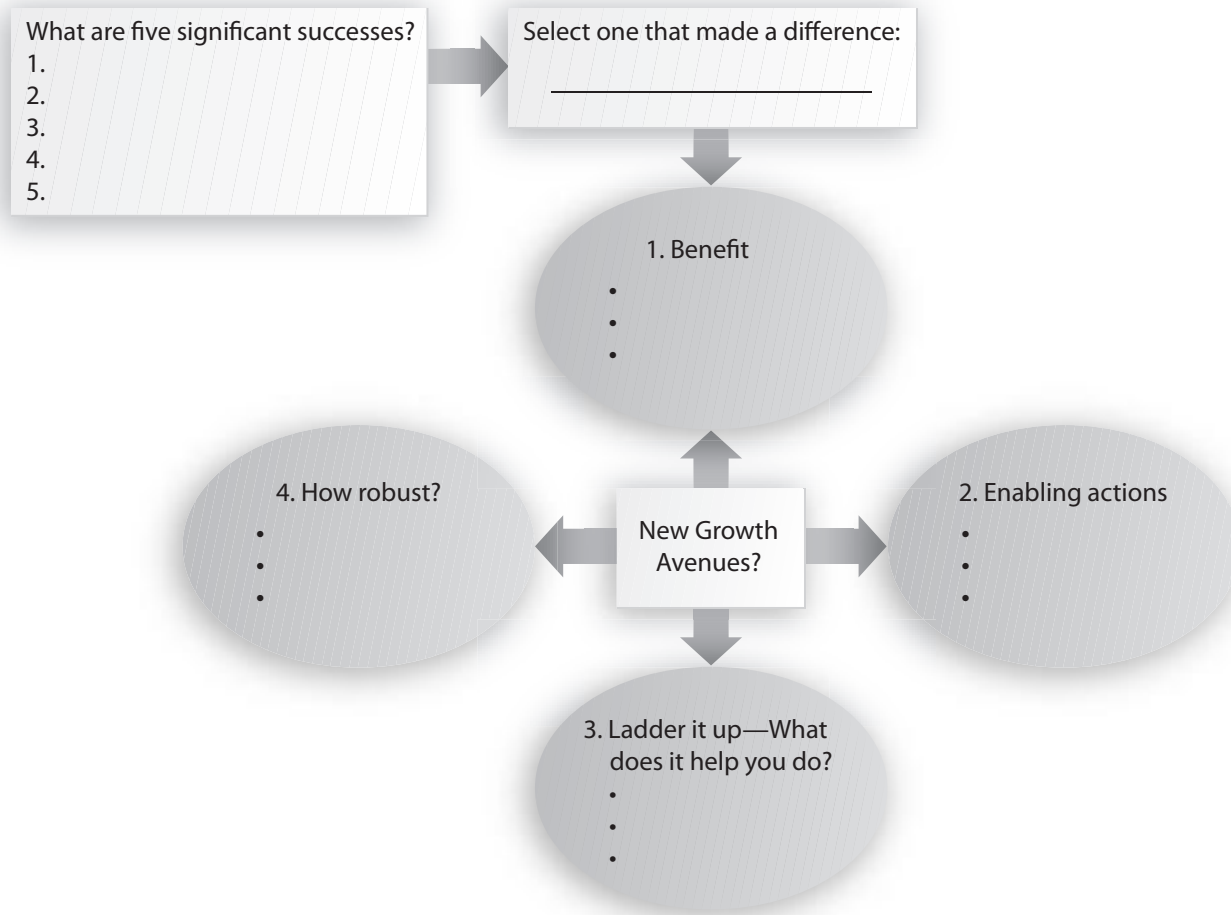 What are five significant successes?
1.
2.
3.
4.
5.
Select one that made a difference:
1. Benefit
•
•
•
4. How robust?
•
•
•
New Growth
Avenues?
2. Enabling actions
•
•
•
3. Ladder it up—What
does it help you do?
•
•
•